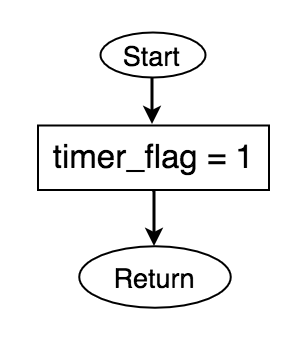 Start
timer_flag = 1
Return